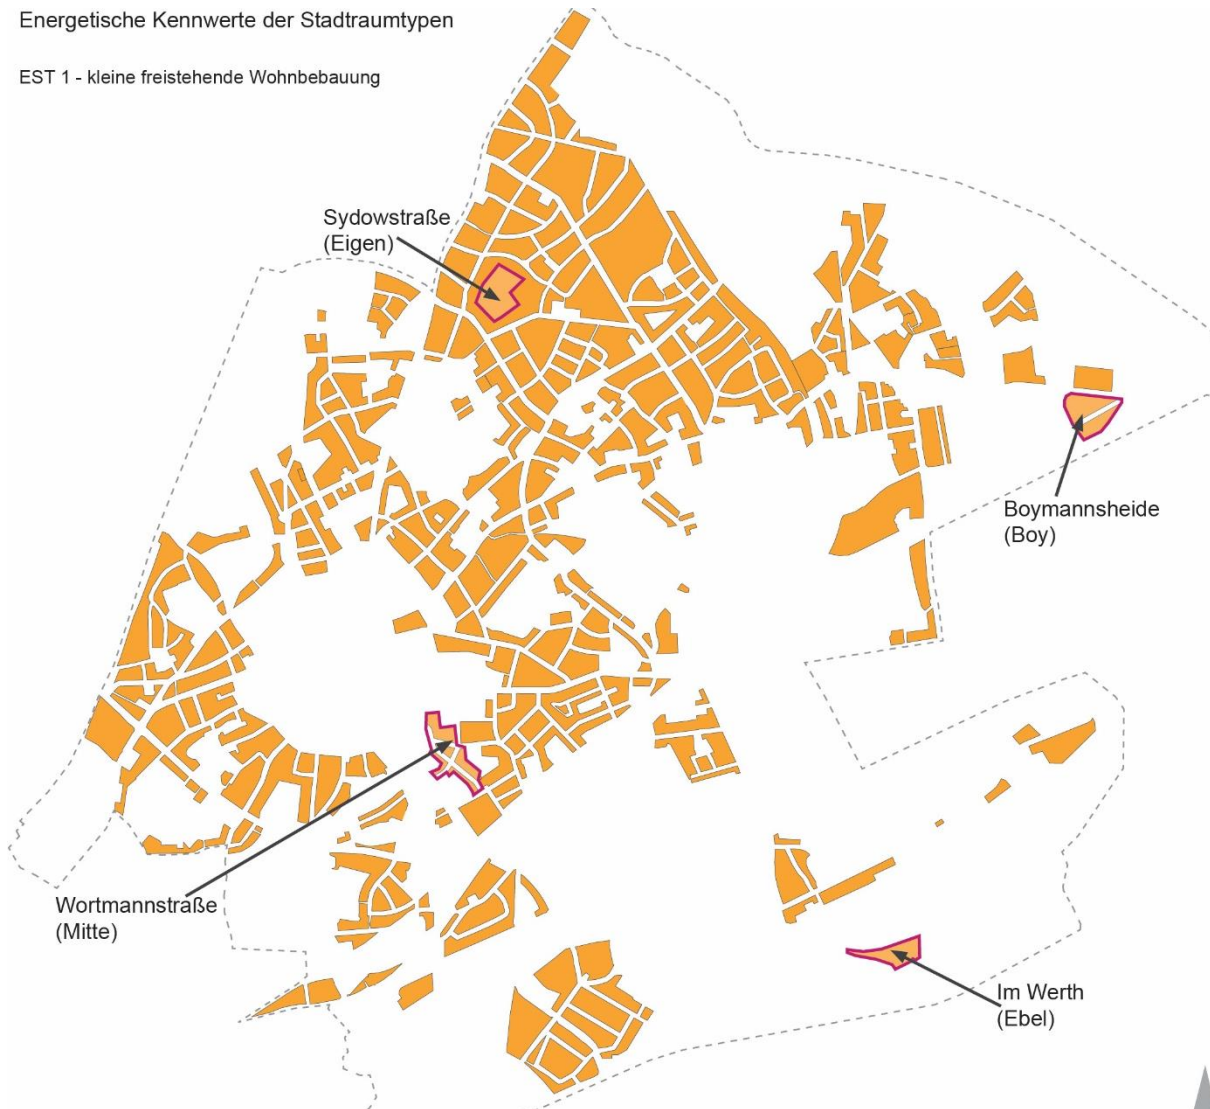 Energetische Kennwerte der Stadtraumtypen
EST 1 - kleine freistehende Wohnbebauung
Sydowstraße
(Eigen)
Boymannsheide
(Boy)
Wortmannstraße
(Mitte)
Im Werth
(Ebel)